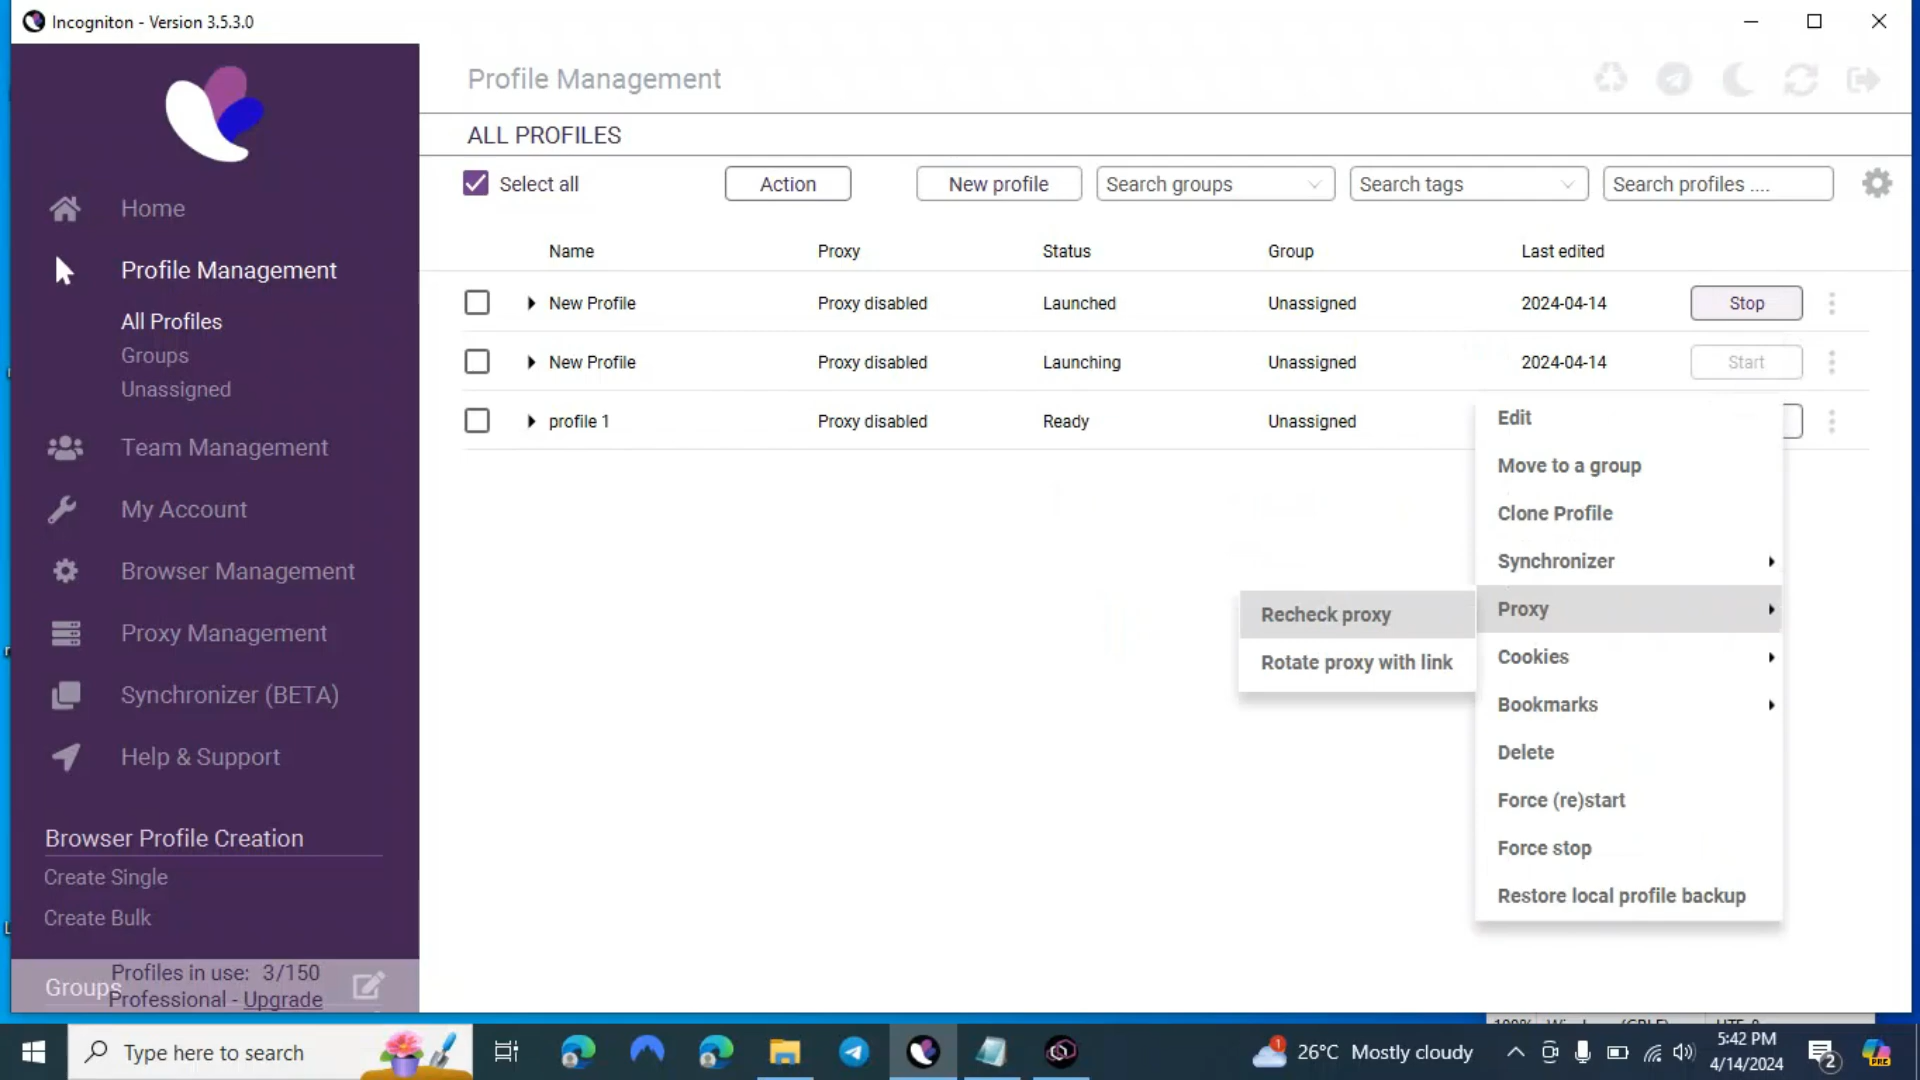 Incogniton - Version 3.5.3.0
Home
Profile Management
All Profiles
Groups
Unassigned
Team Management
My Account
Browser Management
Proxy Management
Synchronizer (BETA)
Help & Support
Browser Profile Creation
Create Single
Create Bulk
Groups
Profiles in use: 3/150
Professional - Upgrade
Profile Management
ALL PROFILES
Select all Action New profile Search groups Search tags Search profiles ....
Name Proxy Status Group Last edited
New Profile Proxy disabled Launched Unassigned 2024-04-14 Stop
New Profile Proxy disabled Launching Unassigned 2024-04-14 Start
profile 1 Proxy disabled Ready Unassigned
Edit
Move to a group
Clone Profile
Synchronizer
Proxy
Recheck proxy
Rotate proxy with link
Cookies
Bookmarks
Delete
Force (re)start
Force stop
Restore local profile backup
Type here to search
1
26°C Mostly cloudy
5:42 PM
4/14/2024
2
PRE